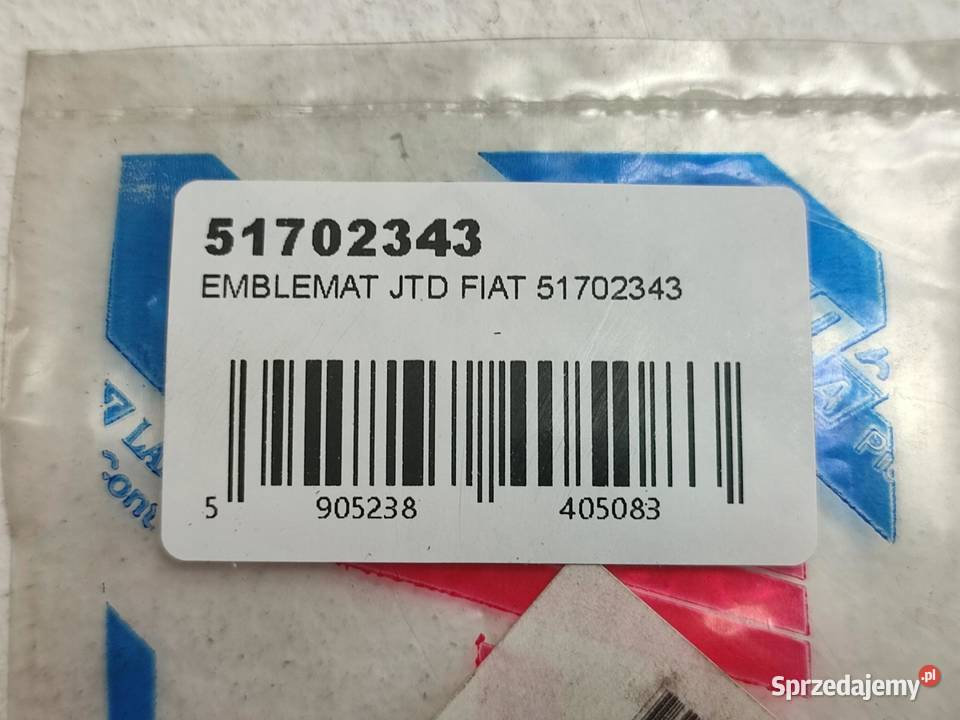 51702343
EMBLEMAT JTD FIAT 51702343
-
5 905238 405083
Sprzedajemy.pl